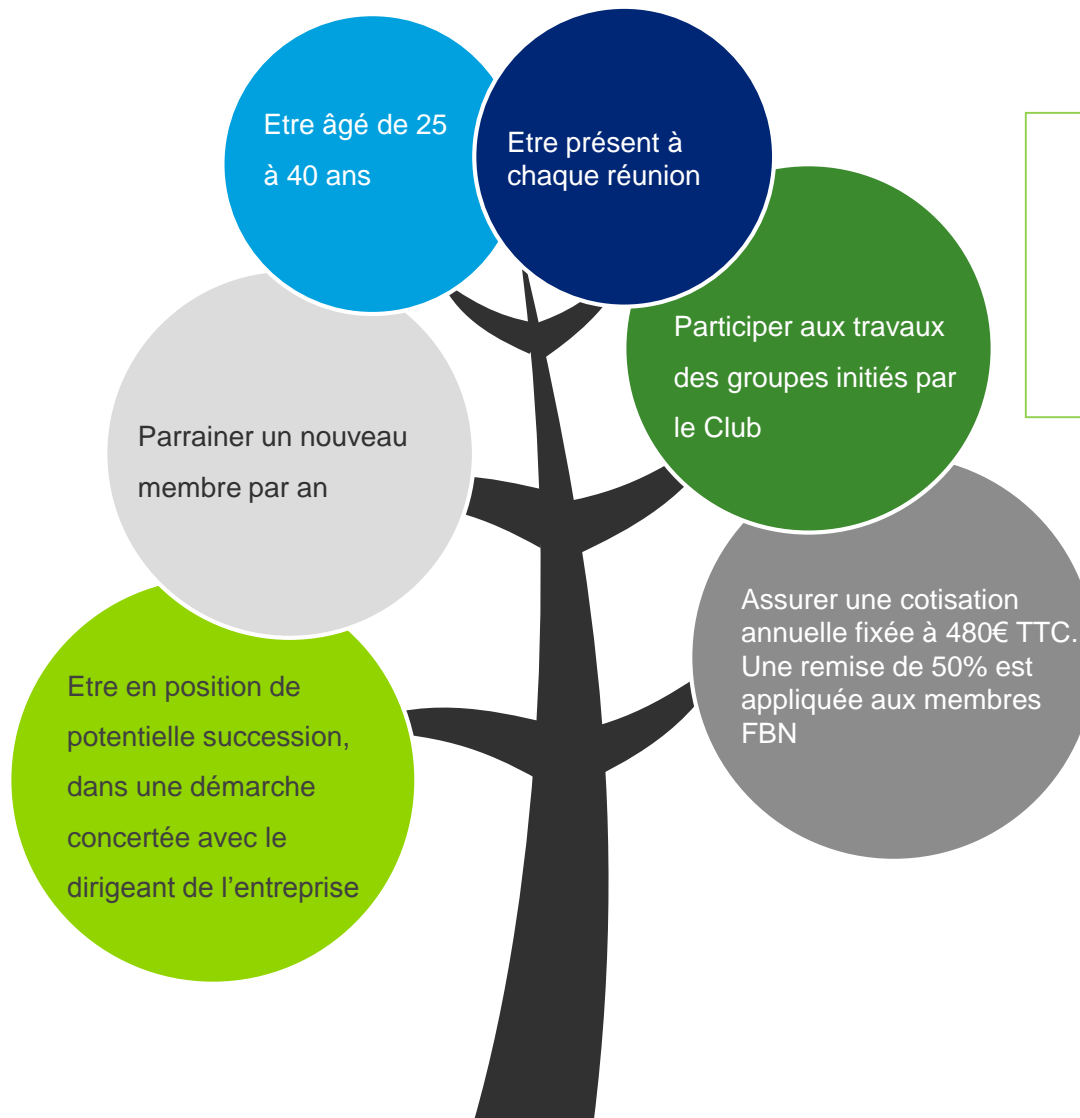 Etre âgé de 25
à 40 ans
Etre présent à
chaque réunion
Participer aux travaux
des groupes initiés par
le Club
Parrainer un nouveau
membre par an
Assurer une cotisation
annuelle fixée à 480€ TTC.
Une remise de 50% est
appliquée aux membres
FBN
Etre en position de
potentielle succession,
dans une démarche
concertée avec le
dirigeant de l’entreprise